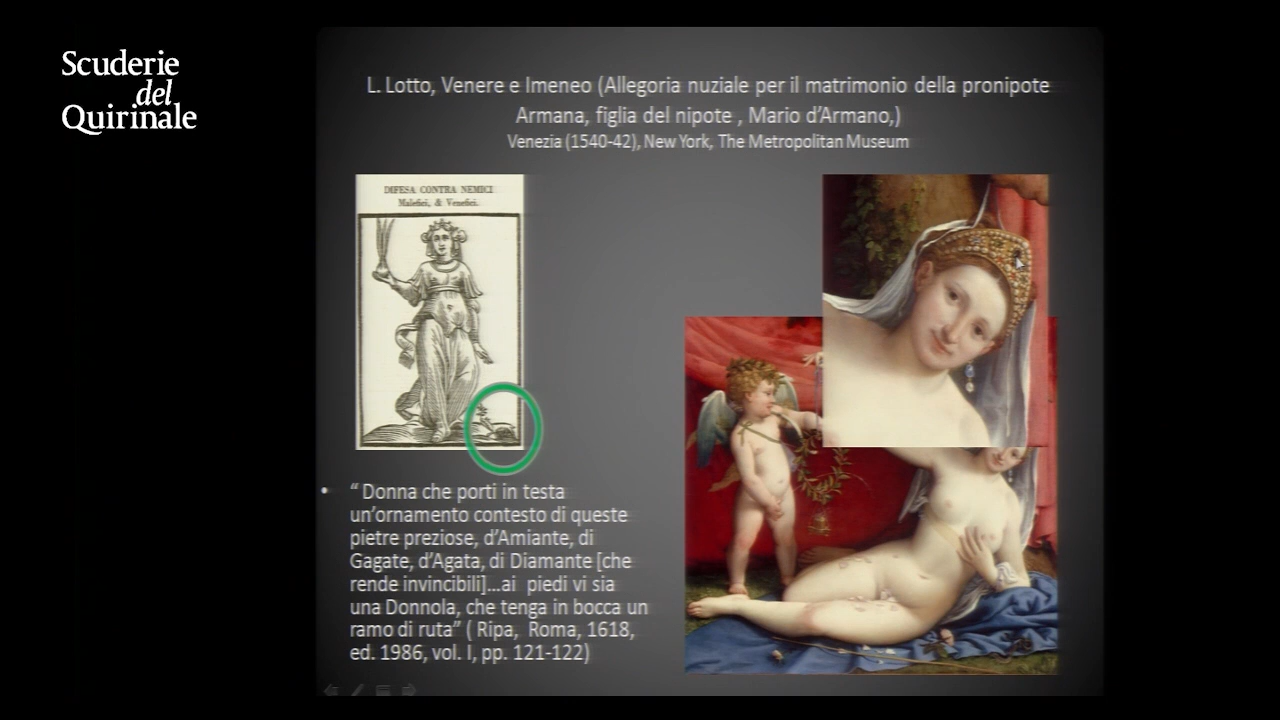 Scuderie
del
Quirinale
L. Lotto, Venere e Imeneo (Allegoria nuziale per il matrimonio della pronipote
Armana, figlia del nipote , Mario d’Armano,)
Venezia (1540-42), New York, The Metropolitan Museum
DIFESA CONTRA NEMICI
Malefici, & Venefici.
• “ Donna che porti in testa
un’ornamento contesto di queste
pietre preziose, d’Amiante, di
Gagate, d’Agata, di Diamante [che
rende invincibili]...ai piedi vi sia
una Donnola, che tenga in bocca un
ramo di ruta” ( Ripa, Roma, 1618,
ed. 1986, vol. I, pp. 121-122)